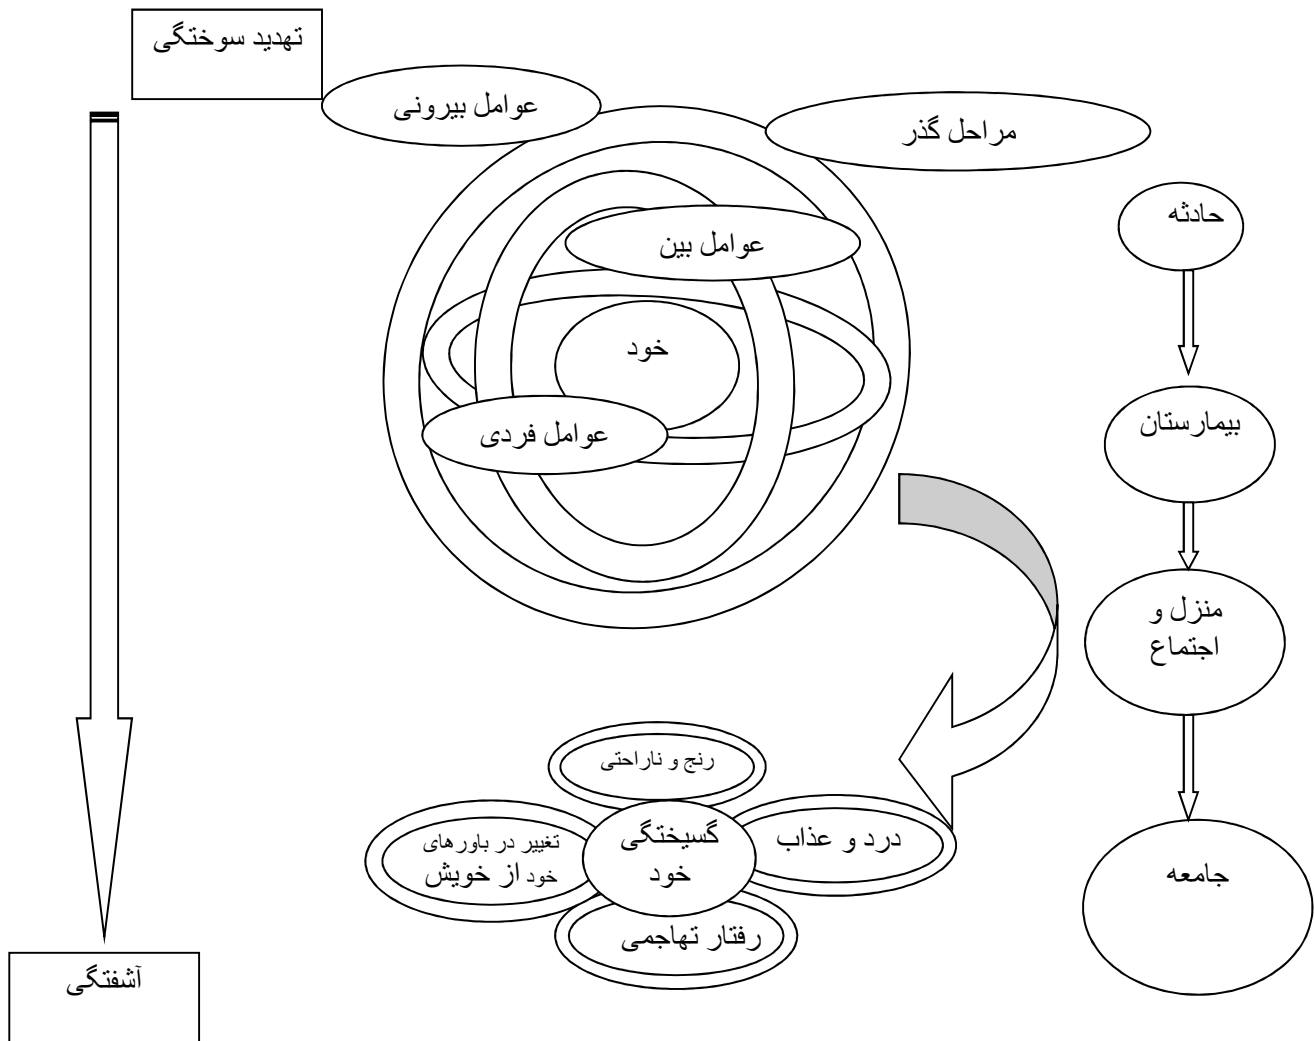 تهدید سوختگی
عوامل بیرونی
مراحل گذر
حادثه
عوامل بین
خود
بیمارستان
عوامل فردی
منزل و
اجتماع
رنج و ناراحتی
گسیختگی
خود
درد و عذاب
تغییر در باورهای
خود از خویش
جامعه
رفتار تهاجمی
آشفتگی